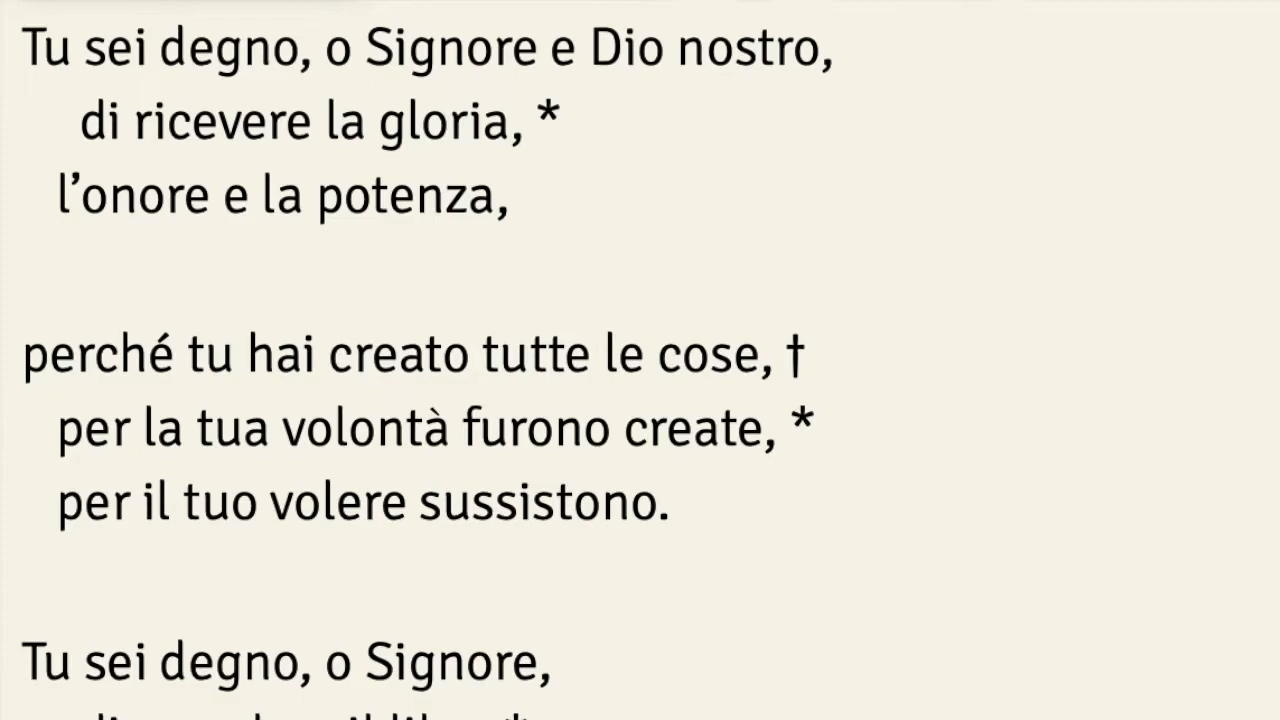 Tu sei degno, o Signore e Dio nostro,
di ricevere la gloria, *
l’onore e la potenza,
perché tu hai creato tutte le cose, †
per la tua volontà furono create, *
per il tuo volere sussistono.
Tu sei degno, o Signore,